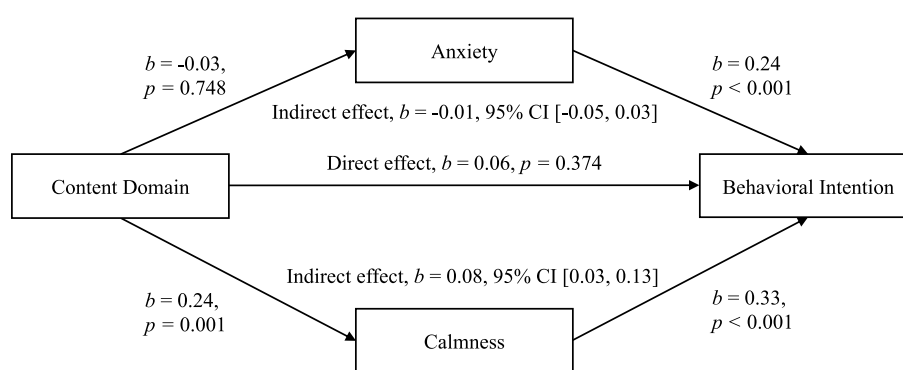 Anxiety
b = -0.03,
p = 0.748
b = 0.24
p < 0.001
Indirect effect, b = -0.01, 95% CI [-0.05, 0.03]
Direct effect, b = 0.06, p = 0.374
Content Domain
Behavioral Intention
Indirect effect, b = 0.08, 95% CI [0.03, 0.13]
b = 0.24,
p = 0.001
b = 0.33,
p < 0.001
Calmness